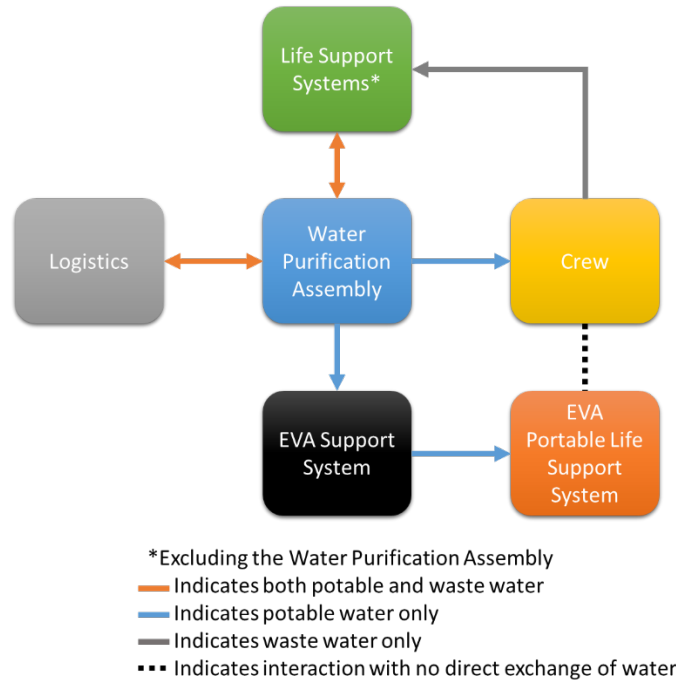 Life Support
Systems*
Logistics
Water
Purification
Assembly
Crew
EVA Support
System
EVA
Portable Life
Support
System
*Excluding the Water Purification Assembly
Indicates both potable and waste water
Indicates potable water only
Indicates waste water only
Indicates interaction with no direct exchange of water